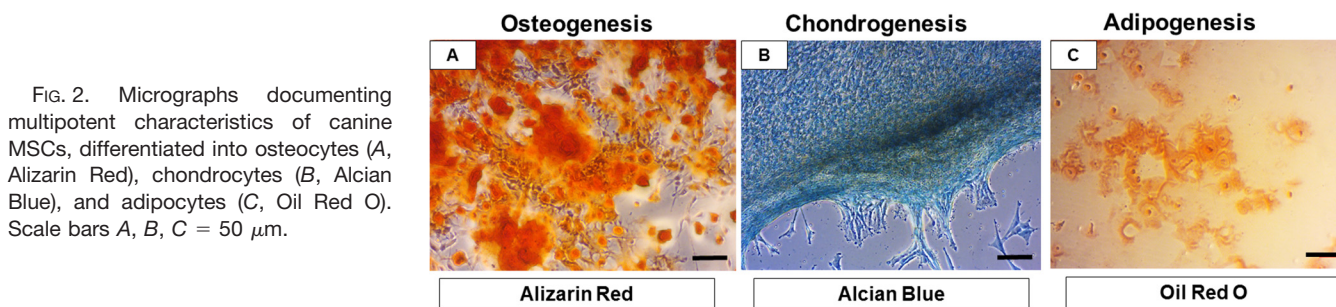 FIG. 2. Micrographs documenting
multipotent characteristics of canine
MSCs, differentiated into osteocytes (A,
Alizarin Red), chondrocytes (B, Alcian
Blue), and adipocytes (C, Oil Red O).
Scale bars A, B, C = 50 μm.
Osteogenesis
A
Alizarin Red
Chondrogenesis
B
Alcian Blue
Adipogenesis
C
Oil Red O